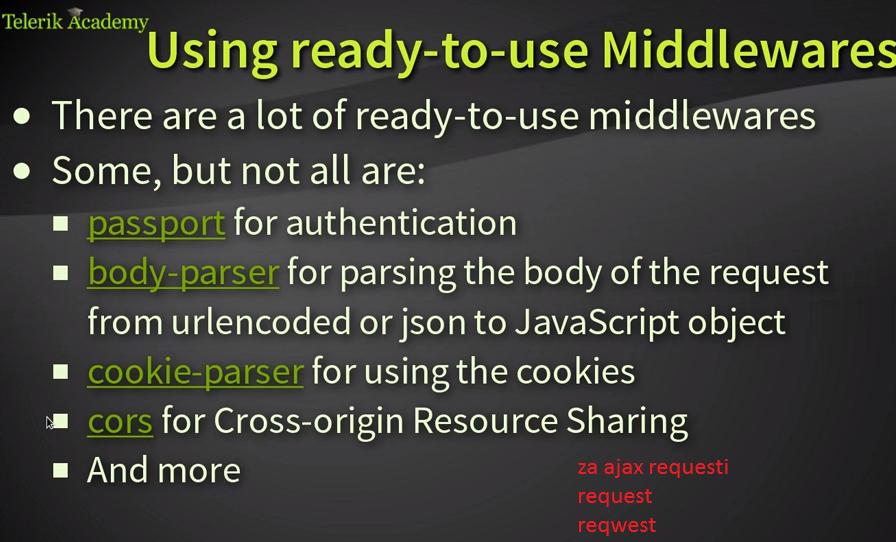 Telerik Academy
Using ready-to-use Middlewares
There are a lot of ready-to-use middlewares
Some, but not all are:
passport for authentication
body-parser for parsing the body of the request
from urlencoded or json to JavaScript object
cookie-parser for using the cookies
cors for Cross-origin Resource Sharing
And more
za ajax requesti
request
reqwest